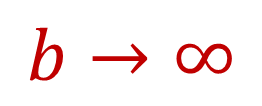 b → ∞